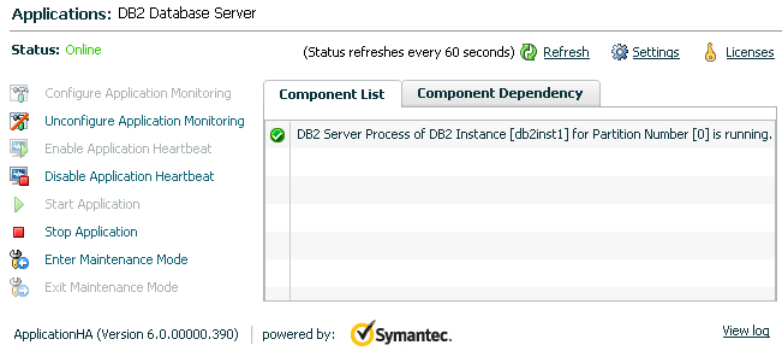 Applications: DB2 Database Server
Status: Online
(Status refreshes every 60 seconds) Refresh Settings Licenses
Configure Application Monitoring
Unconfigure Application Monitoring
Enable Application Heartbeat
Disable Application Heartbeat
Start Application
Stop Application
Enter Maintenance Mode
Exit Maintenance Mode
Component List Component Dependency
DB2 Server Process of DB2 Instance [db2inst1] for Partition Number [0] is running.
ApplicationHA (Version 6.0.00000.390) powered by: Symantec. View log